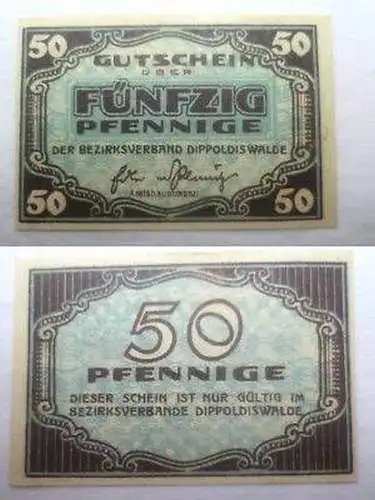 50 50
GUTSCHEIN
ÜBER
FÜNFZIG
PFENNIGE
DER BEZIRKSVERBAND DIPPOLDISWALDE
Amtshauptmann
50 50
50
PFENNIGE
DIESER SCHEIN IST NUR GÜLTIG IM
BEZIRKSVERBANDE DIPPOLDISWALDE